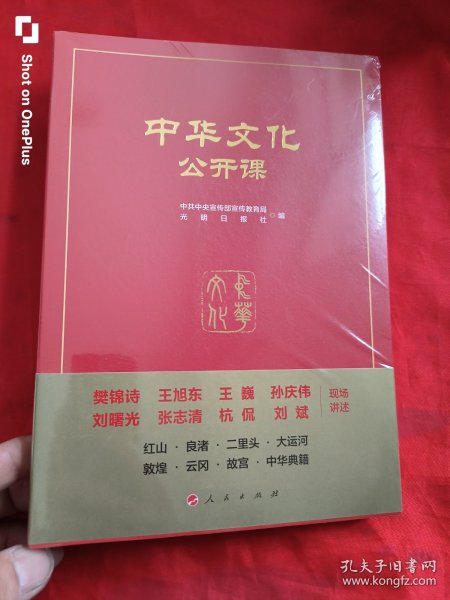 Shot on OnePlus
中华文化
公开课
中共中央宣传部宣传教育局
光明日报社
编
樊锦诗 王旭东 王巍 孙庆伟
刘曙光 张志清 杭侃 刘斌
现场
讲述
红山·良渚·二里头·大运河
敦煌·云冈·故宫·中华典籍
人民出版社
孔夫子旧书网
www.kongfz.com